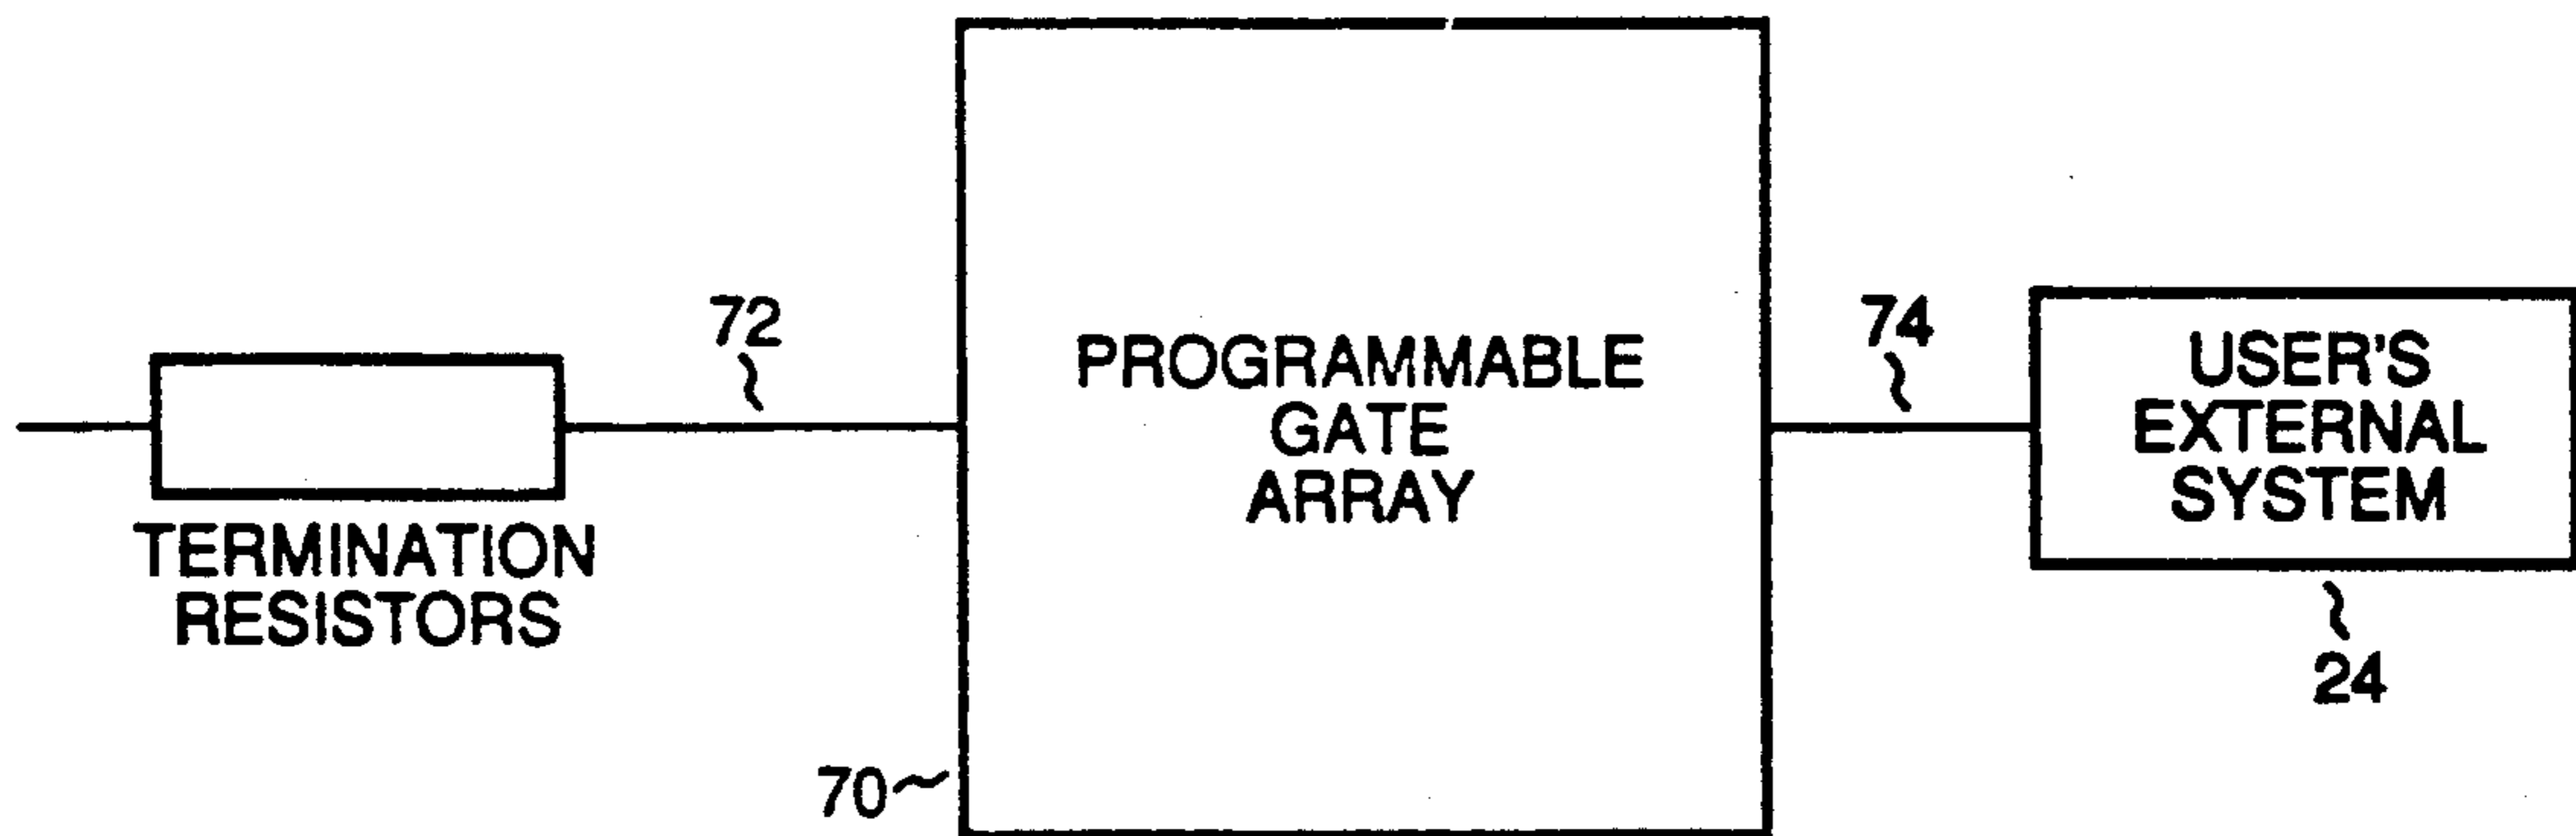 72
TERMINATION
RESISTORS
PROGRAMMABLE
GATE
ARRAY
70
74
USER'S
EXTERNAL
SYSTEM
24